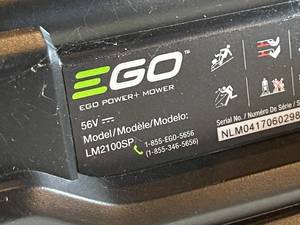 EGO™
EGO POWER+ MOWER
56V
Model/Modèle/Modelo:
LM2100SP
1-855-EGO-5656
(1-855-346-5656)
Serial No. / Numéro De Série /
NLM0417060298